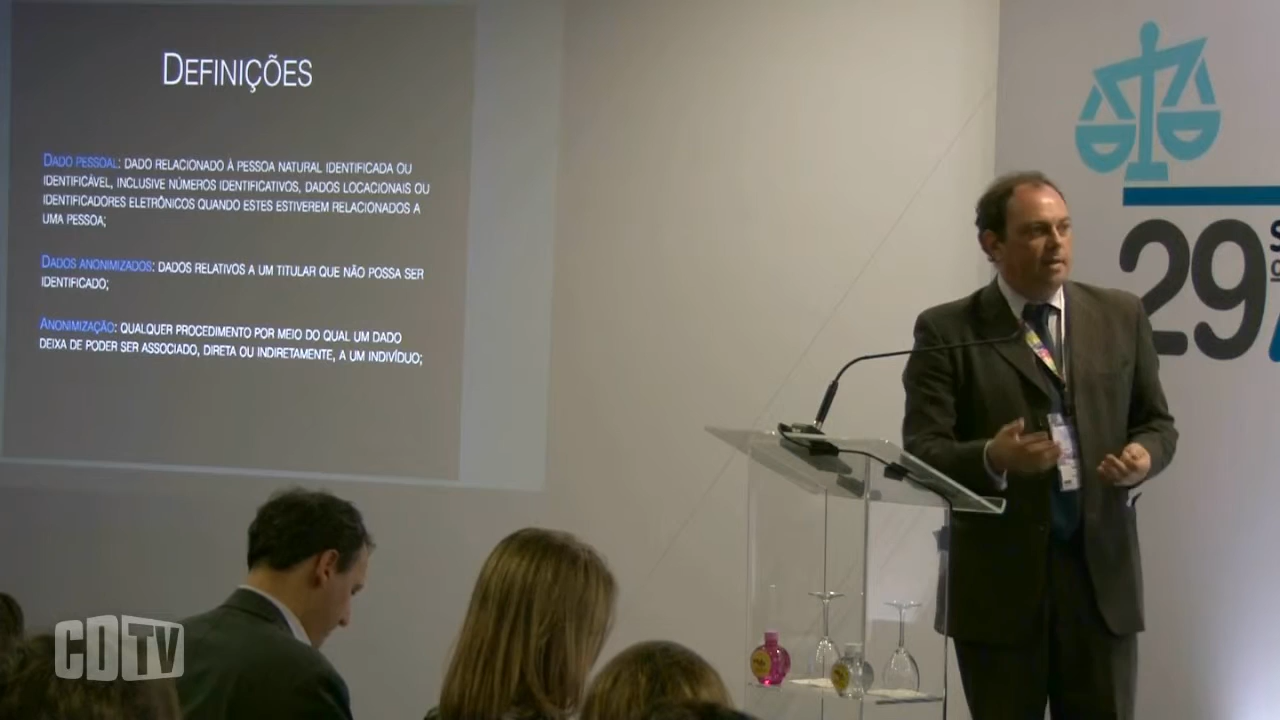 DEFINIÇÕES
DADO PESSOAL: DADO RELACIONADO À PESSOA NATURAL IDENTIFICADA OU
IDENTIFICÁVEL, INCLUSIVE NÚMEROS IDENTIFICATIVOS, DADOS LOCACIONAIS OU
IDENTIFICADORES ELETRÔNICOS QUANDO ESTES ESTIVEREM RELACIONADOS A
UMA PESSOA;
DADOS ANONIMIZADOS: DADOS RELATIVOS A UM TITULAR QUE NÃO POSSA SER
IDENTIFICADO;
ANONIMIZAÇÃO: QUALQUER PROCEDIMENTO POR MEIO DO QUAL UM DADO
DEIXA DE PODER SER ASSOCIADO, DIRETA OU INDIRETAMENTE, A UM INDIVÍDUO;
29
CDTV